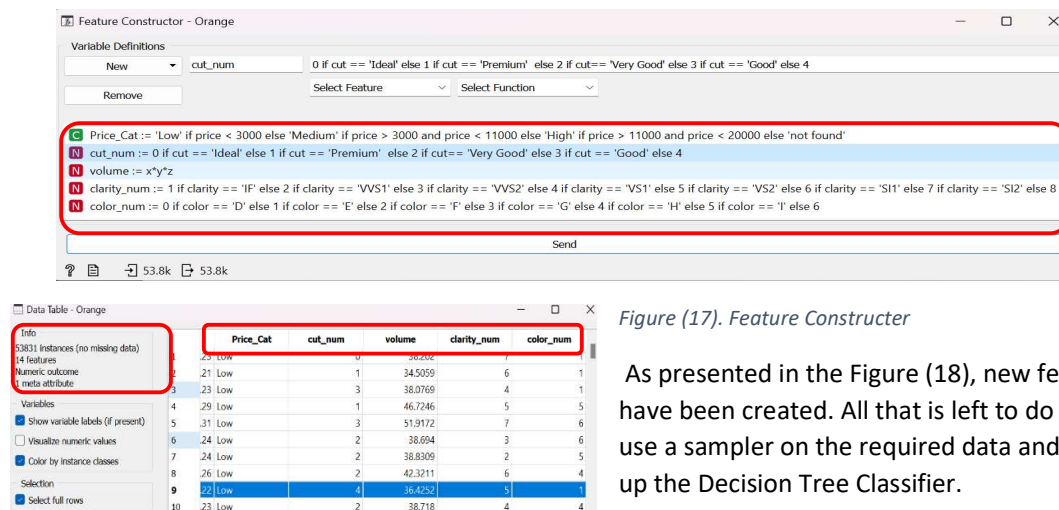 Feature Constructor - Orange
Variable Definitions
New cut_num 0 if cut == 'Ideal' else 1 if cut == 'Premium' else 2 if cut== 'Very Good' else 3 if cut == 'Good' else 4
Remove Select Feature Select Function
C Price_Cat := 'Low' if price < 3000 else 'Medium' if price > 3000 and price < 11000 else 'High' if price > 11000 and price < 20000 else 'not found'
N cut_num := 0 if cut == 'Ideal' else 1 if cut == 'Premium' else 2 if cut== 'Very Good' else 3 if cut == 'Good' else 4
N volume := x*y*z
N clarity_num := 1 if clarity == 'IF' else 2 if clarity == 'VVS1' else 3 if clarity == 'VVS2' else 4 if clarity == 'VS1' else 5 if clarity == 'VS2' else 6 if clarity == 'SI1' else 7 if clarity == 'SI2' else 8
N color_num := 0 if color == 'D' else 1 if color == 'E' else 2 if color == 'F' else 3 if color == 'G' else 4 if color == 'H' else 5 if color == 'I' else 6
Send
? 53.8k 53.8k
Data Table - Orange
Info
53831 instances (no missing data)
14 features
Numeric outcome
1 meta attribute
Variables
Show variable labels (if present)
Visualize numeric values
Color by instance classes
Selection
Select full rows
Price_Cat cut_num volume clarity_num color_num
1 .23 Low 0 38.202 7 1
2 .21 Low 1 34.5059 6 1
3 .23 Low 3 38.0769 4 1
4 .29 Low 1 46.7246 5 5
5 .31 Low 3 51.9172 7 6
6 .24 Low 2 38.694 3 6
7 .24 Low 2 38.8309 2 5
8 .26 Low 2 42.3211 6 4
9 .22 Low 4 36.4252 5 1
10 .23 Low 2 38.718 4 4
Figure (17). Feature Constructer
As presented in the Figure (18), new fe
have been created. All that is left to do
use a sampler on the required data and
up the Decision Tree Classifier.